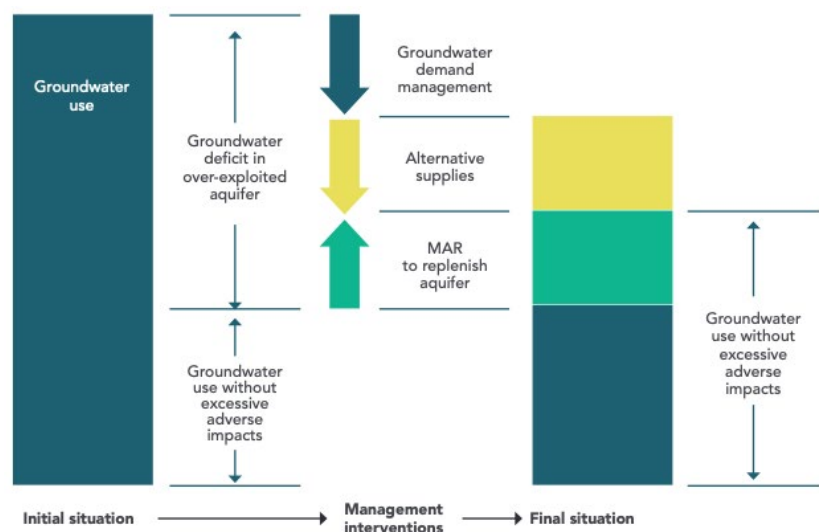 Groundwater
use
Groundwater
deficit in
over-exploited
aquifer
Groundwater
use without
excessive
adverse
impacts
Groundwater
demand
management
Alternative
supplies
MAR
to replenish
aquifer
Groundwater
use without
excessive
adverse
impacts
Initial situation
Management
interventions
Final situation